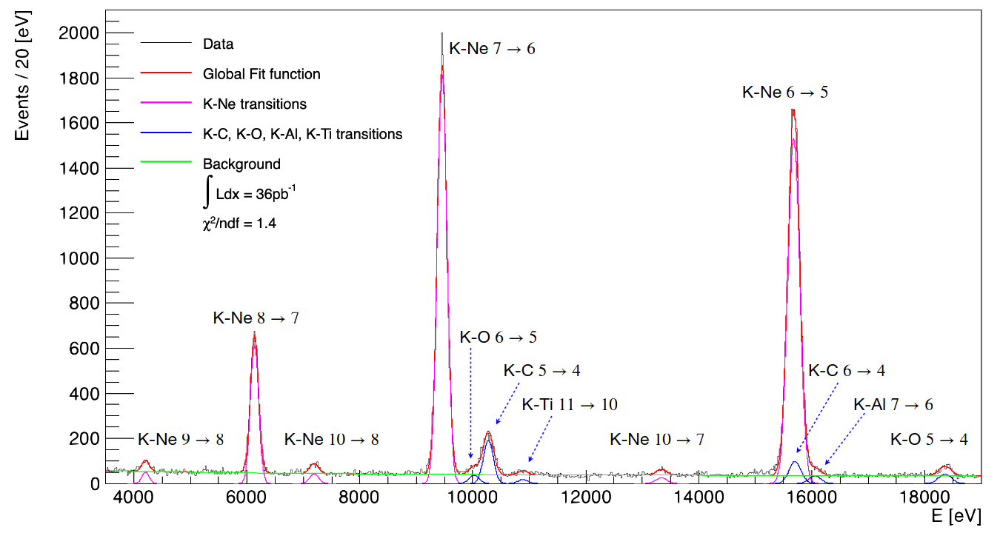 Events / 20 [eV]
2000
1800
1600
1400
1200
1000
800
600
400
200
0
Data
Global Fit function
K-Ne transitions
K-C, K-O, K-Al, K-Ti transitions
Background
∫ Ldx = 36pb⁻¹
χ²/ndf = 1.4
K-Ne 7 → 6
K-Ne 6 → 5
K-Ne 8 → 7
K-O 6 → 5
K-C 5 → 4
K-C 6 → 4
K-Ti 11 → 10
K-Al 7 → 6
K-Ne 9 → 8
K-Ne 10 → 8
K-Ne 10 → 7
K-O 5 → 4
4000 6000 8000 10000 12000 14000 16000 18000
E [eV]